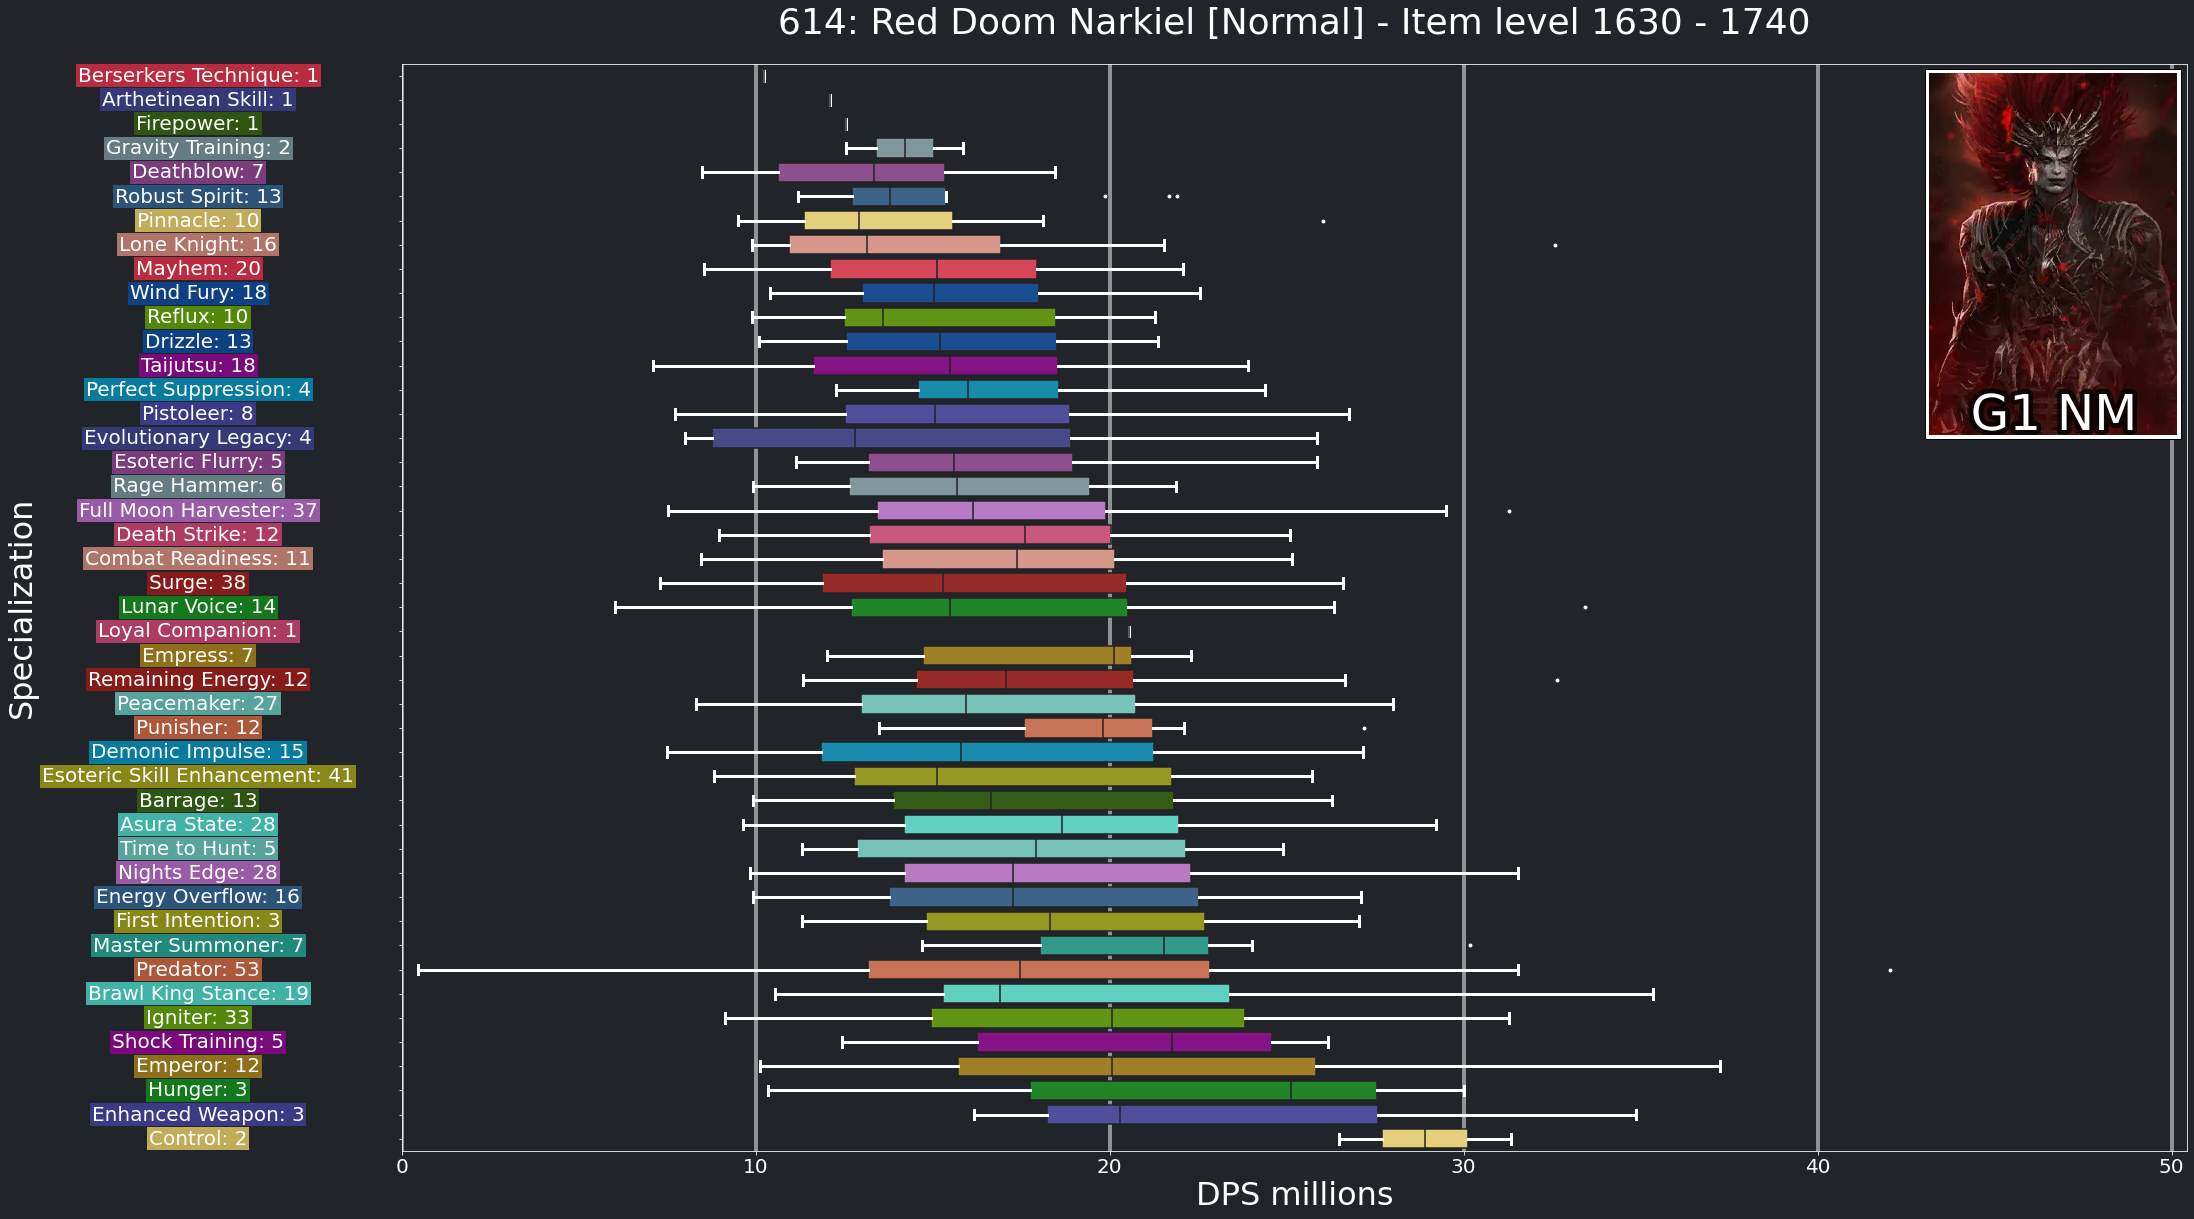 614: Red Doom Narkiel [Normal] - Item level 1630 - 1740
Specialization
Berserkers Technique: 1
Arthetinean Skill: 1
Firepower: 1
Gravity Training: 2
Deathblow: 7
Robust Spirit: 13
Pinnacle: 10
Lone Knight: 16
Mayhem: 20
Wind Fury: 18
Reflux: 10
Drizzle: 13
Taijutsu: 18
Perfect Suppression: 4
Pistoleer: 8
Evolutionary Legacy: 4
Esoteric Flurry: 5
Rage Hammer: 6
Full Moon Harvester: 37
Death Strike: 12
Combat Readiness: 11
Surge: 38
Lunar Voice: 14
Loyal Companion: 1
Empress: 7
Remaining Energy: 12
Peacemaker: 27
Punisher: 12
Demonic Impulse: 15
Esoteric Skill Enhancement: 41
Barrage: 13
Asura State: 28
Time to Hunt: 5
Nights Edge: 28
Energy Overflow: 16
First Intention: 3
Master Summoner: 7
Predator: 53
Brawl King Stance: 19
Igniter: 33
Shock Training: 5
Emperor: 12
Hunger: 3
Enhanced Weapon: 3
Control: 2
G1 NM
0 10 20 30 40 50
DPS millions